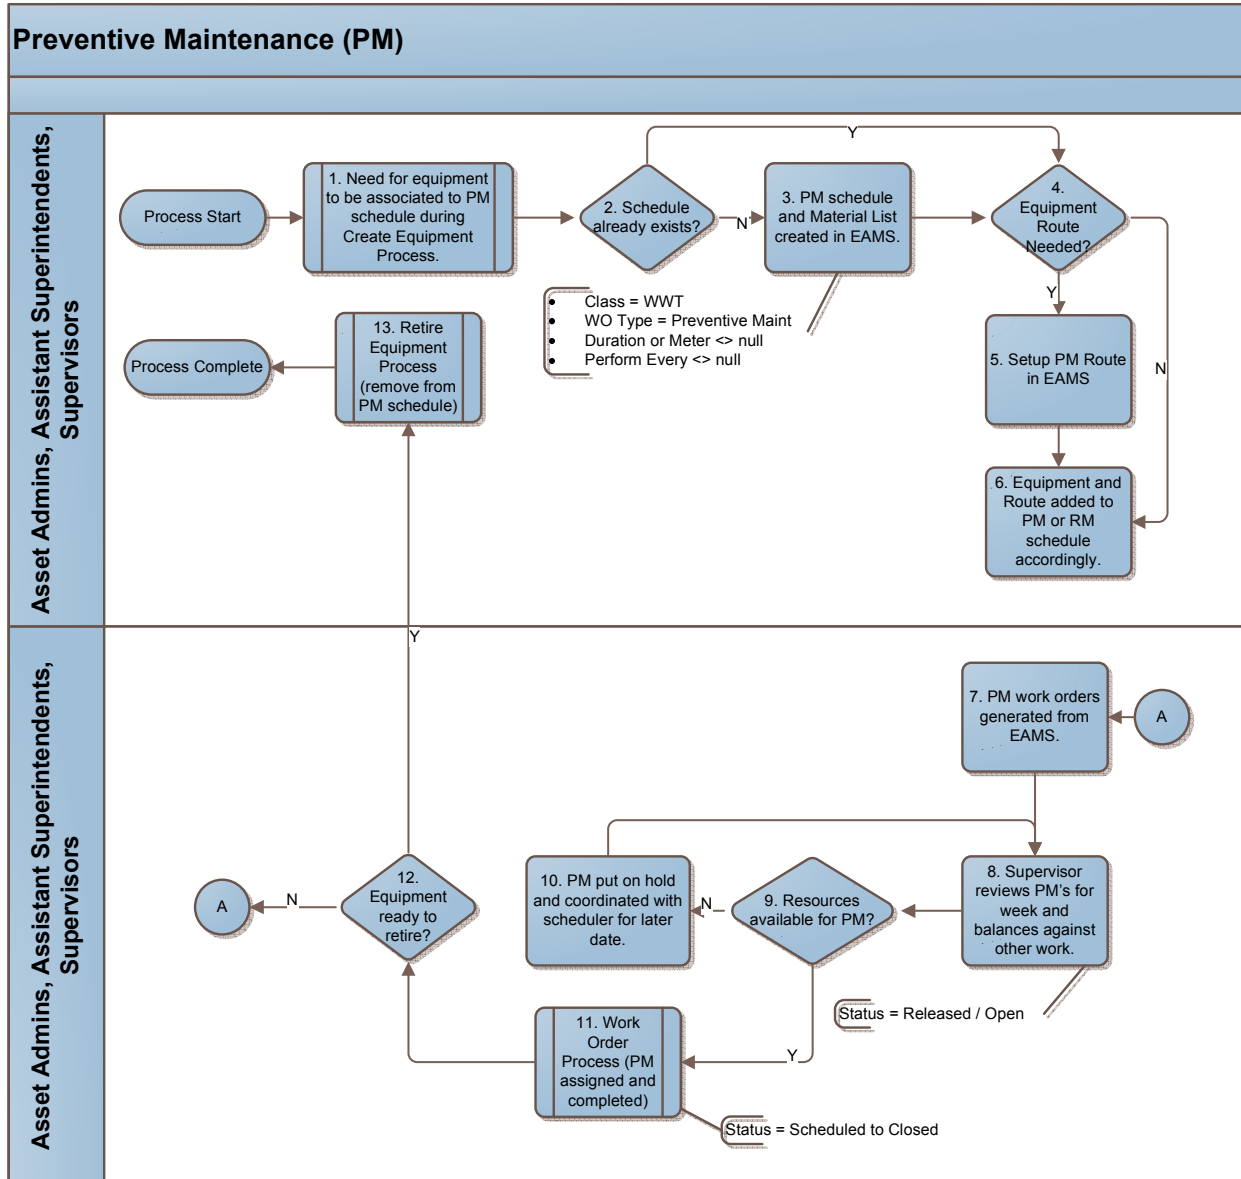 Preventive Maintenance (PM)
Asset Admins, Assistant Superintendents,
Supervisors
Process Start
1. Need for equipment
to be associated to PM
schedule during
Create Equipment
Process.
2. Schedule
already exists?
Y
N
3. PM schedule
and Material List
created in EAMS.
4.
Equipment
Route
Needed?
Y
N
• Class = WWT
• WO Type = Preventive Maint
• Duration or Meter <> null
• Perform Every <> null
5. Setup PM Route
in EAMS
6. Equipment and
Route added to
PM or RM
schedule
accordingly.
13. Retire
Equipment
Process
(remove from
PM schedule)
Process Complete
Asset Admins, Assistant Superintendents,
Supervisors
Y
7. PM work orders
generated from
EAMS.
A
8. Supervisor
reviews PM's for
week and
balances against
other work.
9. Resources
available for PM?
N
10. PM put on hold
and coordinated with
scheduler for later
date.
12.
Equipment
ready to
retire?
N
A
Status = Released / Open
Y
11. Work
Order
Process (PM
assigned and
completed)
Status = Scheduled to Closed